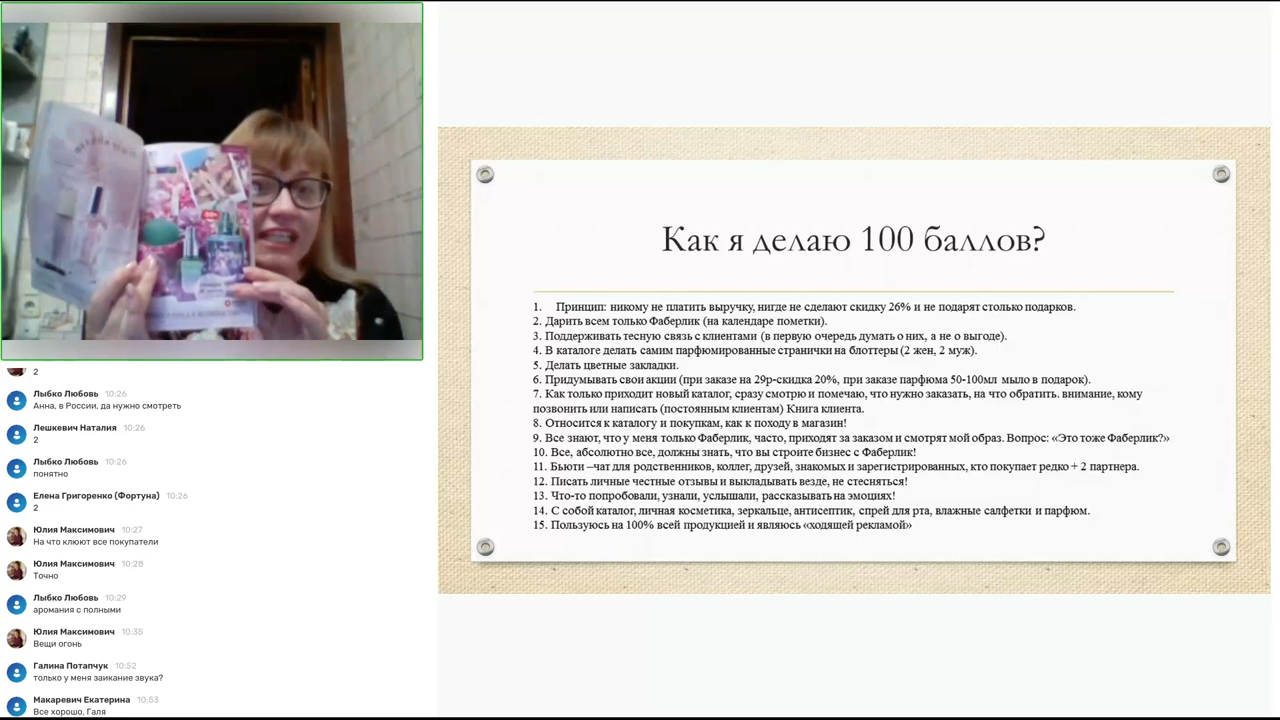 2
Лыбко Любовь 10:26
Анна, в России, да нужно смотреть
Лешкевич Наталия 10:26
2
Лыбко Любовь 10:26
понятно
Елена Григоренко (Фортуна) 10:26
2
Юлия Максимович 10:27
На что клюют все покупатели
Юлия Максимович 10:28
Точно
Лыбко Любовь 10:29
аромания с полными
Юлия Максимович 10:35
Вещи огонь
Галина Потапчук 10:52
только у меня заикание звука?
Макаревич Екатерина 10:53
Все хорошо, Галя
Как я делаю 100 баллов?
1. Принцип: никому не платить выручку, нигде не сделают скидку 26% и не подарят столько подарков.
2. Дарить всем только Фаберлик (на календаре пометки).
3. Поддерживать тесную связь с клиентами (в первую очередь думать о них, а не о выгоде).
4. В каталоге делать самим парфюмированные странички на блоттеры (2 жен, 2 муж).
5. Делать цветные закладки.
6. Придумывать свои акции (при заказе на 29р-скидка 20%, при заказе парфюма 50-100мл мыло в подарок).
7. Как только приходит новый каталог, сразу смотрю и помечаю, что нужно заказать, на что обратить. внимание, кому
позвонить или написать (постоянным клиентам) Книга клиента.
8. Относится к каталогу и покупкам, как к походу в магазин!
9. Все знают, что у меня только Фаберлик, часто, приходят за заказом и смотрят мой образ. Вопрос: «Это тоже Фаберлик?»
10. Все, абсолютно все, должны знать, что вы строите бизнес с Фаберлик!
11. Бьюти –чат для родственников, коллег, друзей, знакомых и зарегистрированных, кто покупает редко + 2 партнера.
12. Писать личные честные отзывы и выкладывать везде, не стесняться!
13. Что-то попробовали, узнали, услышали, рассказывать на эмоциях!
14. С собой каталог, личная косметика, зеркальце, антисептик, спрей для рта, влажные салфетки и парфюм.
15. Пользуюсь на 100% всей продукцией и являюсь «ходящей рекламой»